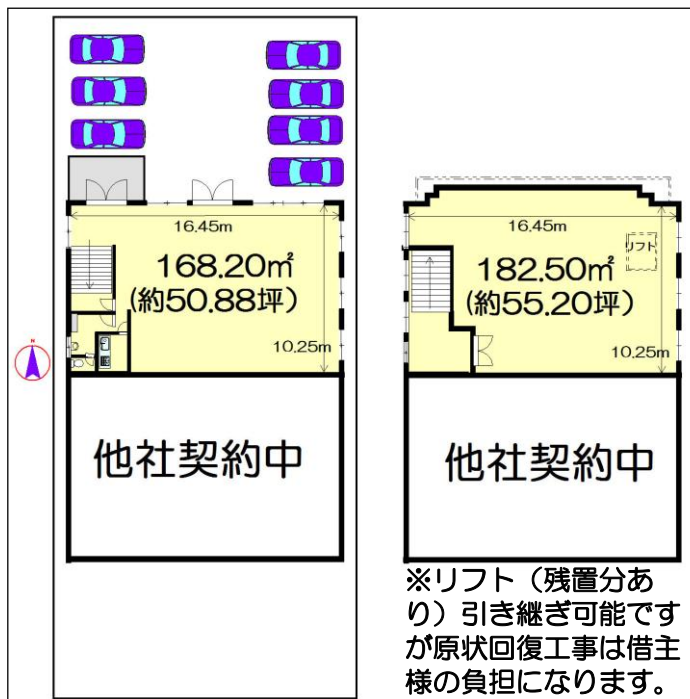 16.45m
168.20㎡
(約50.88坪)
10.25m
N
他社契約中
16.45m
リフト
182.50㎡
(約55.20坪)
10.25m
他社契約中
※リフト（残置分あ
り）引き継ぎ可能です
が原状回復工事は借主
様の負担になります。